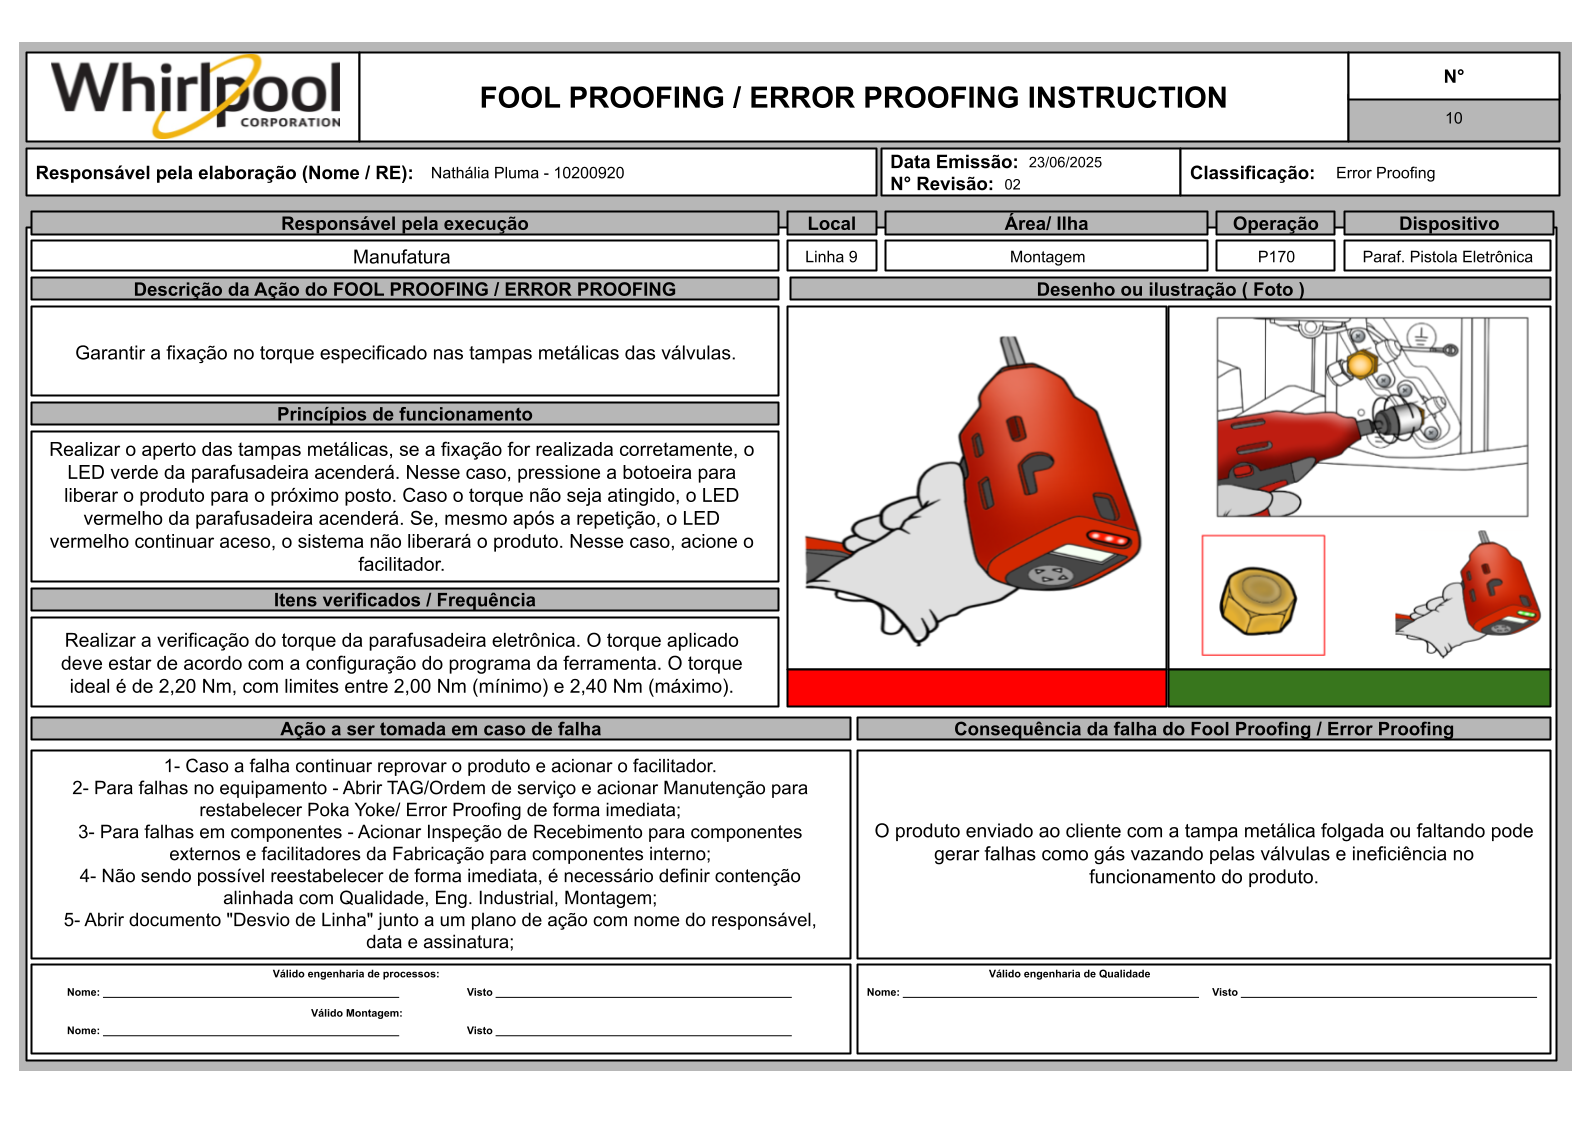 Whirlpool
CORPORATION
FOOL PROOFING / ERROR PROOFING INSTRUCTION
N°
10
Responsável pela elaboração (Nome / RE): Nathália Pluma - 10200920
Data Emissão: 23/06/2025
N° Revisão: 02
Classificação: Error Proofing
Responsável pela execução
Local
Área/ Ilha
Operação
Dispositivo
Manufatura
Linha 9
Montagem
P170
Paraf. Pistola Eletrônica
Descrição da Ação do FOOL PROOFING / ERROR PROOFING
Desenho ou ilustração ( Foto )
Garantir a fixação no torque especificado nas tampas metálicas das válvulas.
Princípios de funcionamento
Realizar o aperto das tampas metálicas, se a fixação for realizada corretamente, o
LED verde da parafusadeira acenderá. Nesse caso, pressione a botoeira para
liberar o produto para o próximo posto. Caso o torque não seja atingido, o LED
vermelho da parafusadeira acenderá. Se, mesmo após a repetição, o LED
vermelho continuar aceso, o sistema não liberará o produto. Nesse caso, acione o
facilitador.
Itens verificados / Frequência
Realizar a verificação do torque da parafusadeira eletrônica. O torque aplicado
deve estar de acordo com a configuração do programa da ferramenta. O torque
ideal é de 2,20 Nm, com limites entre 2,00 Nm (mínimo) e 2,40 Nm (máximo).
Ação a ser tomada em caso de falha
1- Caso a falha continuar reprovar o produto e acionar o facilitador.
2- Para falhas no equipamento - Abrir TAG/Ordem de serviço e acionar Manutenção para
restabelecer Poka Yoke/ Error Proofing de forma imediata;
3- Para falhas em componentes - Acionar Inspeção de Recebimento para componentes
externos e facilitadores da Fabricação para componentes interno;
4- Não sendo possível reestabelecer de forma imediata, é necessário definir contenção
alinhada com Qualidade, Eng. Industrial, Montagem;
5- Abrir documento "Desvio de Linha" junto a um plano de ação com nome do responsável,
data e assinatura;
Consequência da falha do Fool Proofing / Error Proofing
O produto enviado ao cliente com a tampa metálica folgada ou faltando pode
gerar falhas como gás vazando pelas válvulas e ineficiência no
funcionamento do produto.
Válido engenharia de processos:
Nome: Visto
Válido Montagem:
Nome: Visto
Válido engenharia de Qualidade
Nome: Visto